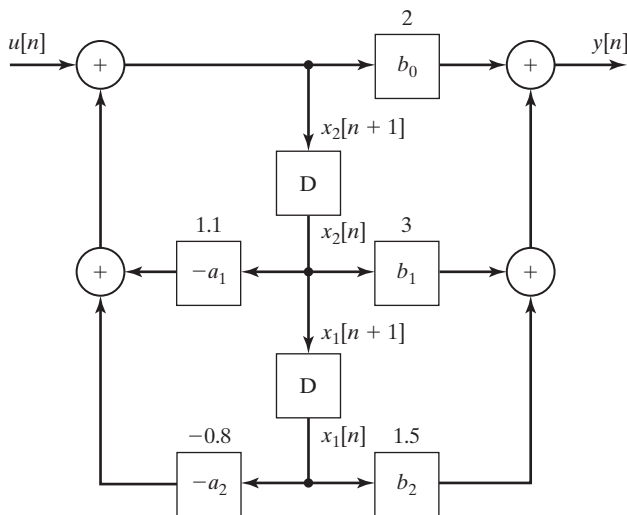 2
u[n]
y[n]
+
b₀
+
x₂[n + 1]
D
1.1
x₂[n]
3
+
−a₁
b₁
+
x₁[n + 1]
D
−0.8
x₁[n]
1.5
−a₂
b₂